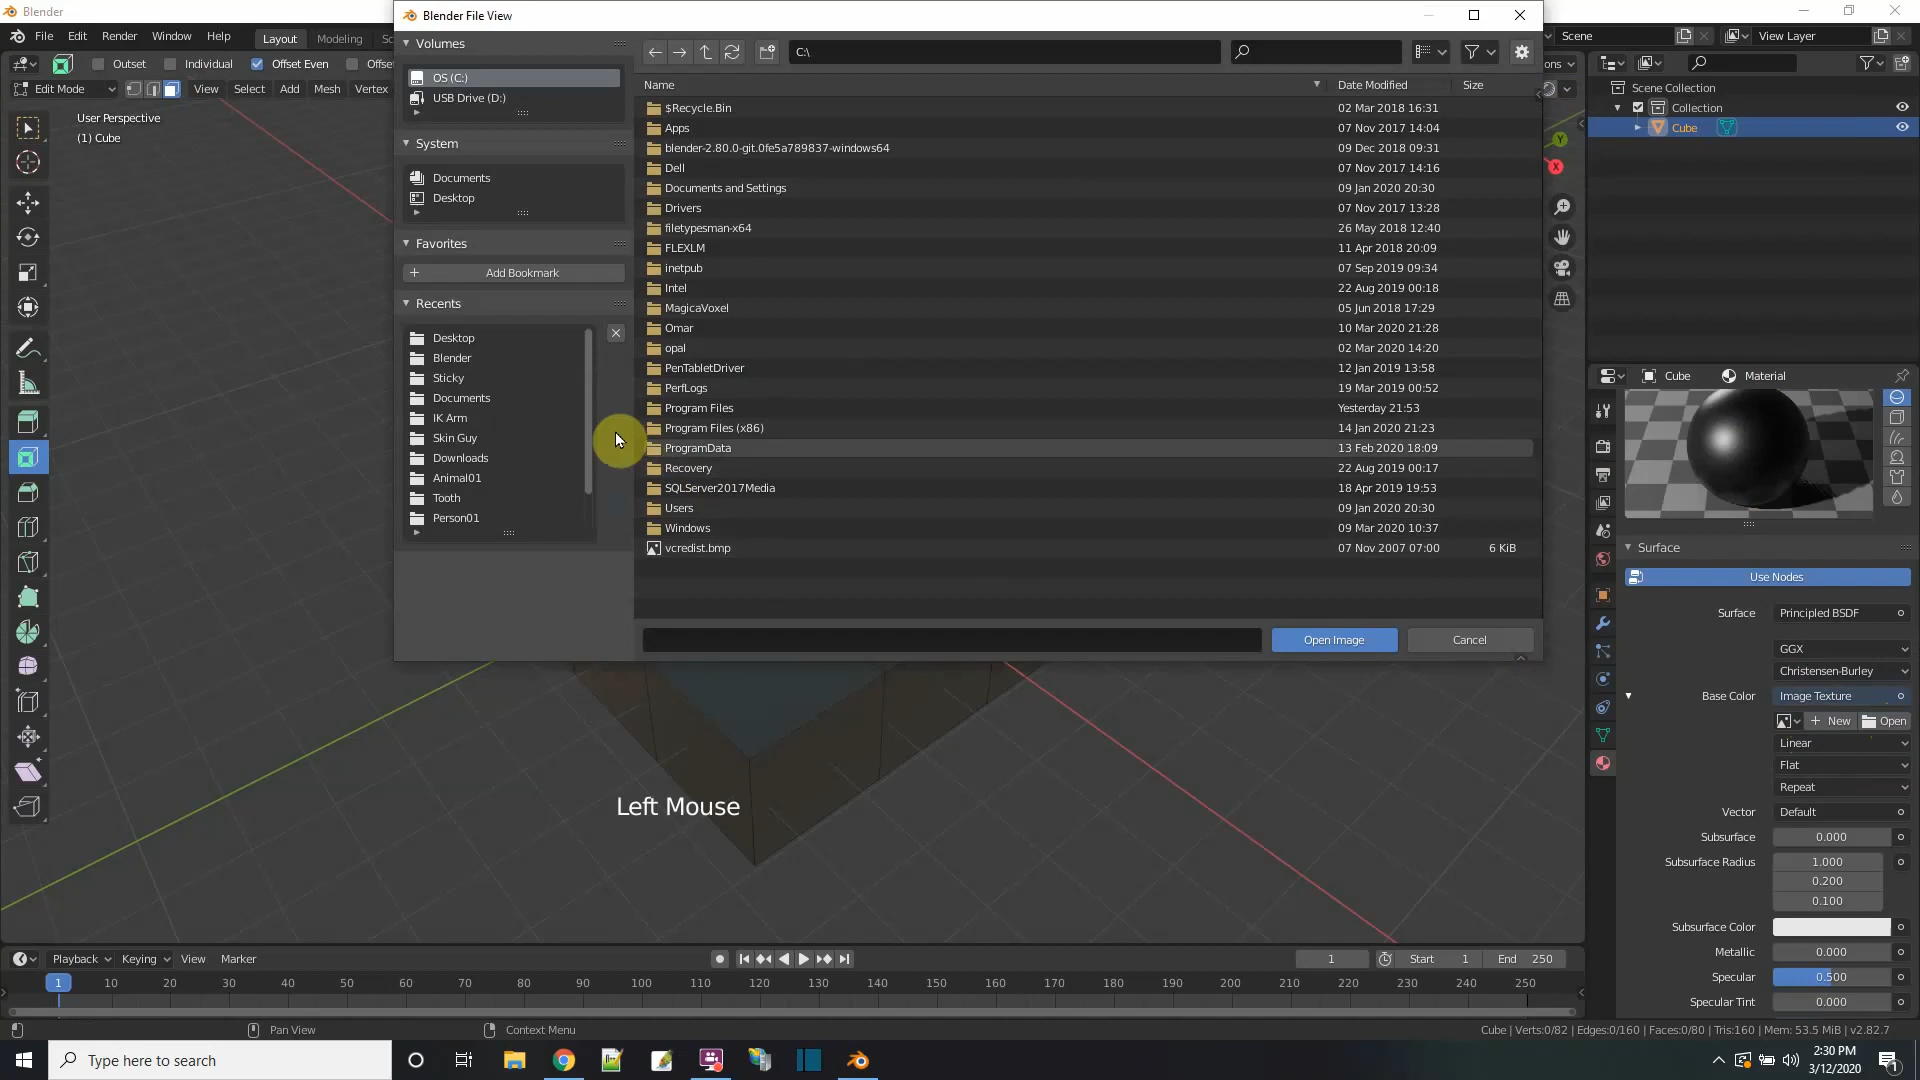 Blender
Blender File View
File Edit Render Window Help Layout Modeling
Scene View Layer
Outset Individual Offset Even
Edit Mode View Select Add Mesh Vertex
User Perspective
(1) Cube
Volumes
OS (C:)
USB Drive (D:)
System
Documents
Desktop
Favorites
Add Bookmark
Recents
Desktop
Blender
Sticky
Documents
IK Arm
Skin Guy
Downloads
Animal01
Tooth
Person01
C:\
Name Date Modified Size
$Recycle.Bin 02 Mar 2018 16:31
Apps 07 Nov 2017 14:04
blender-2.80.0-git.0fe5a789837-windows64 09 Dec 2018 09:31
Dell 07 Nov 2017 14:16
Documents and Settings 09 Jan 2020 20:30
Drivers 07 Nov 2017 13:28
filetypesman-x64 26 May 2018 12:40
FLEXLM 11 Apr 2018 20:09
inetpub 07 Sep 2019 09:34
Intel 22 Aug 2019 00:18
MagicaVoxel 05 Jun 2018 17:29
Omar 10 Mar 2020 21:28
opal 02 Mar 2020 14:20
PenTabletDriver 12 Jan 2019 13:58
PerfLogs 19 Mar 2019 00:52
Program Files Yesterday 21:53
Program Files (x86) 14 Jan 2020 21:23
ProgramData 13 Feb 2020 18:09
Recovery 22 Aug 2019 00:17
SQLServer2017Media 18 Apr 2019 19:53
Users 09 Jan 2020 20:30
Windows 09 Mar 2020 10:37
vcredist.bmp 07 Nov 2007 07:00 6 KiB
Open Image Cancel
Scene Collection
Collection
Cube
Y
X
Cube Material
Surface
Use Nodes
Surface Principled BSDF
GGX
Christensen-Burley
Base Color Image Texture
New Open
Linear
Flat
Repeat
Vector Default
Subsurface 0.000
Subsurface Radius 1.000
0.200
0.100
Subsurface Color
Metallic 0.000
Specular 0.500
Specular Tint 0.000
Left Mouse
Playback Keying View Marker 1 Start 1 End 250
1 10 20 30 40 50 60 70 80 90 100 110 120 130 140 150 160 170 180 190 200 210 220 230 240 250
Pan View Context Menu Cube | Verts:0/82 | Edges:0/160 | Faces:0/80 | Tris:160 | Mem: 53.5 MiB | v2.82.7
Type here to search
2:30 PM
3/12/2020
1